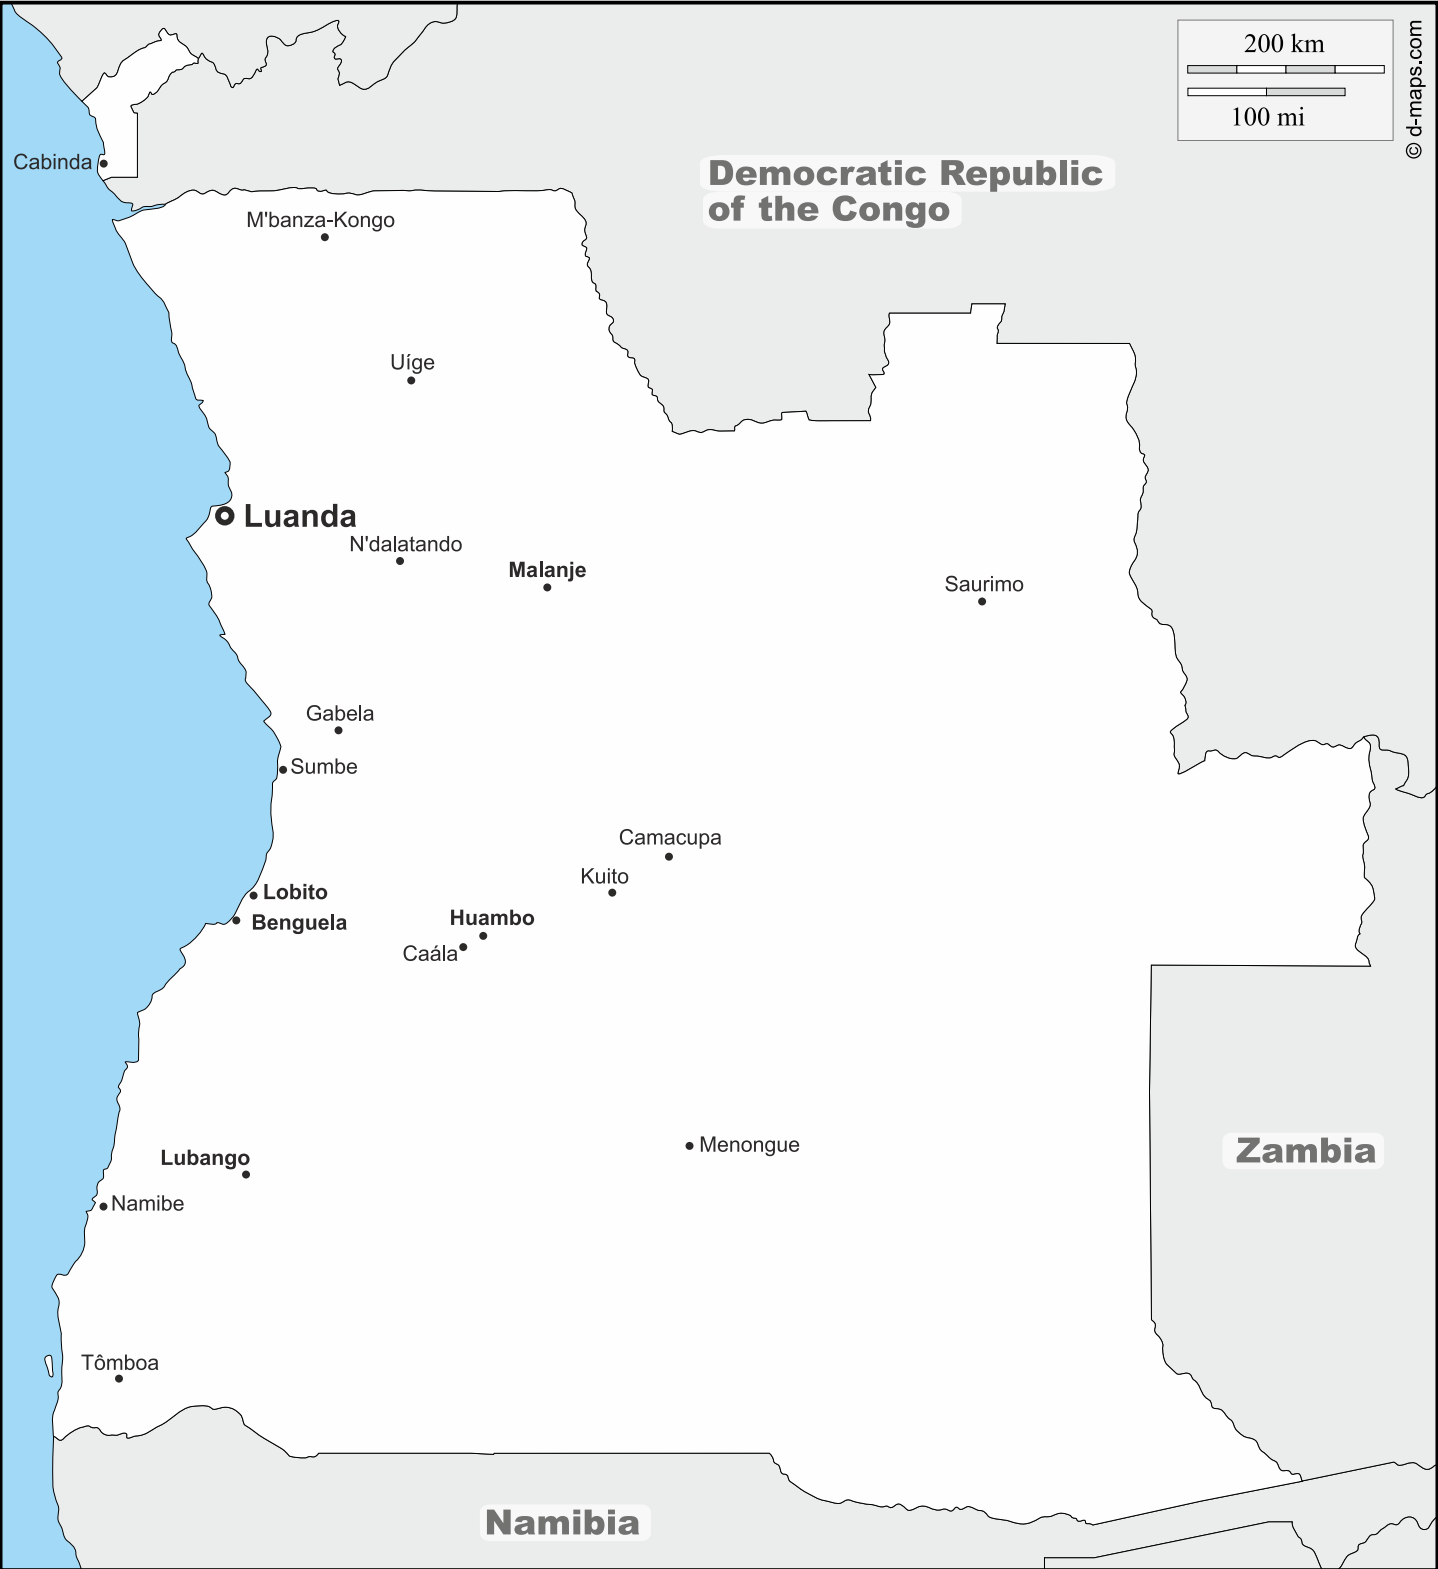 200 km
100 mi
© d-maps.com
Cabinda
Democratic Republic
of the Congo
M'banza-Kongo
Uíge
Luanda
N'dalatando
Malanje
Saurimo
Gabela
Sumbe
Camacupa
Kuito
Lobito
Benguela
Huambo
Caála
Menongue
Zambia
Lubango
Namibe
Tômboa
Namibia